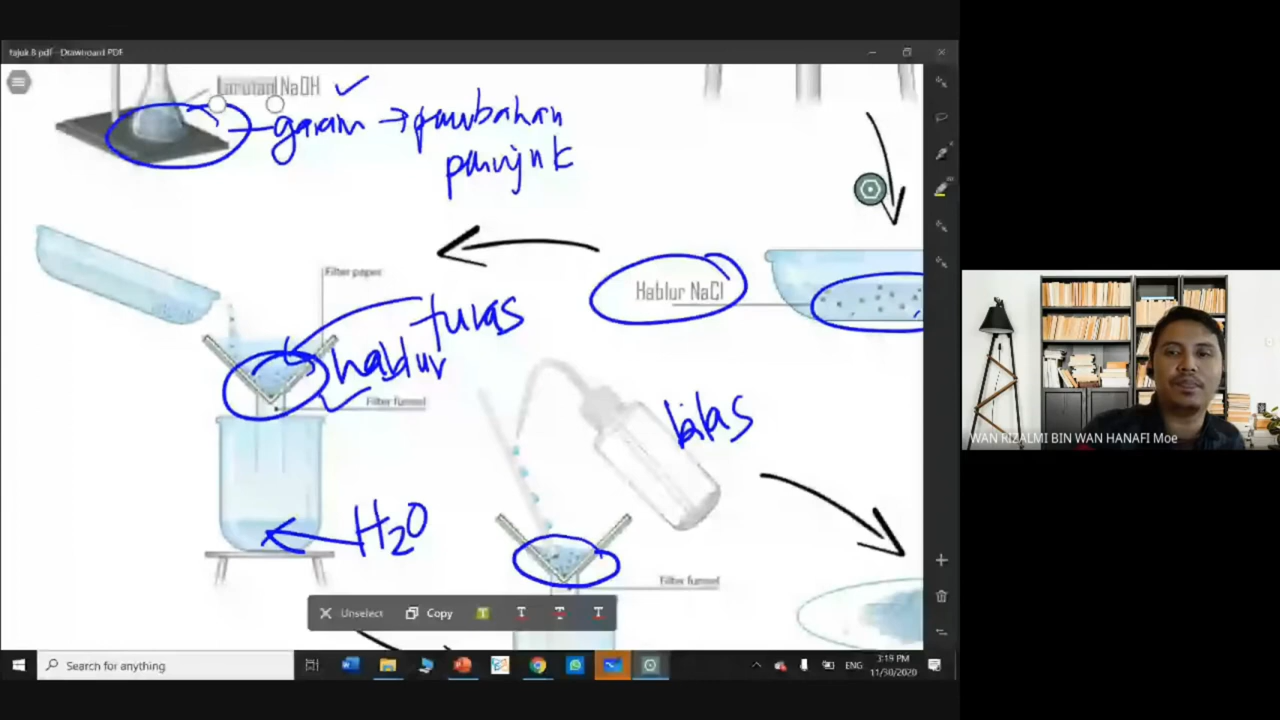 tajuk 8.pdf - Drawboard PDF
Larutan NaOH
garam → perubahan
penunjuk
Filter paper
Hablur NaCl
turas
hablur
Filter funnel
bilas
H2O
Filter funnel
Unselect
Copy
T T T T
Search for anything
ENG
3:19 PM
11/30/2020
WAN RIZALMI BIN WAN HANAFI Moe